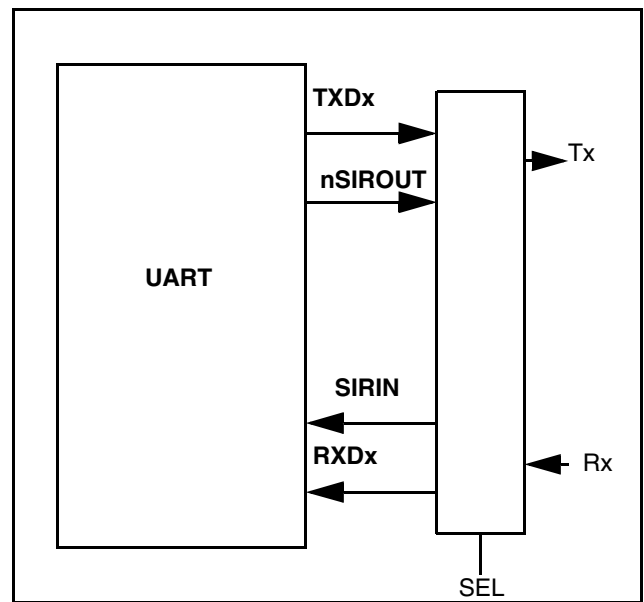 TXDx
Tx
nSIROUT
UART
SIRIN
RXDx
Rx
SEL